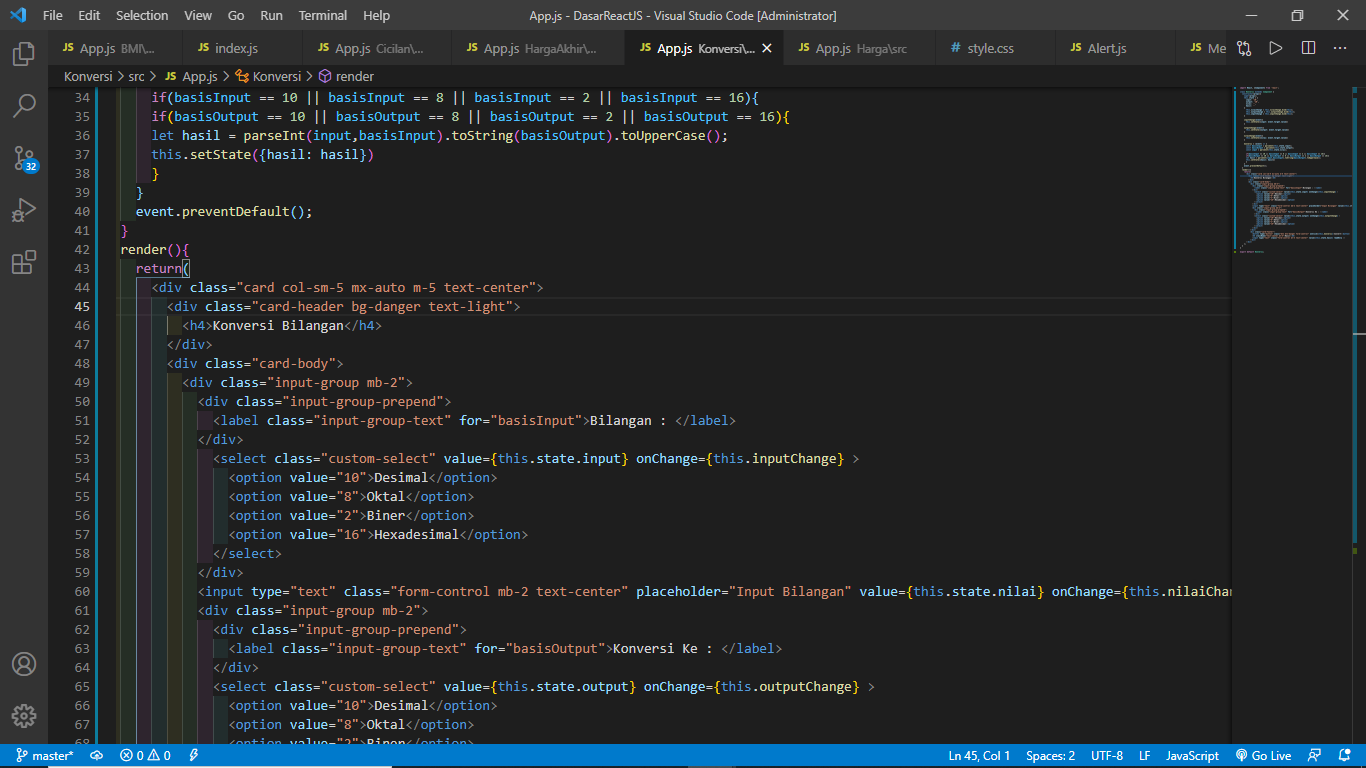 File Edit Selection View Go Run Terminal Help App.js - DasarReactJS - Visual Studio Code [Administrator]
JS App.js BMI\... JS index.js JS App.js Cicilan\... JS App.js HargaAkhir\... JS App.js Konversi\... JS App.js Harga\src # style.css JS Alert.js JS Me
Konversi > src > JS App.js > Konversi > render
34 if(basisInput == 10 || basisInput == 8 || basisInput == 2 || basisInput == 16){
35 if(basisOutput == 10 || basisOutput == 8 || basisOutput == 2 || basisOutput == 16){
36 let hasil = parseInt(input,basisInput).toString(basisOutput).toUpperCase();
37 this.setState({hasil: hasil})
38 }
39 }
40 event.preventDefault();
41 }
42 render(){
43 return(
44 <div class="card col-sm-5 mx-auto m-5 text-center">
45 <div class="card-header bg-danger text-light">
46 <h4>Konversi Bilangan</h4>
47 </div>
48 <div class="card-body">
49 <div class="input-group mb-2">
50 <div class="input-group-prepend">
51 <label class="input-group-text" for="basisInput">Bilangan : </label>
52 </div>
53 <select class="custom-select" value={this.state.input} onChange={this.inputChange} >
54 <option value="10">Desimal</option>
55 <option value="8">Oktal</option>
56 <option value="2">Biner</option>
57 <option value="16">Hexadesimal</option>
58 </select>
59 </div>
60 <input type="text" class="form-control mb-2 text-center" placeholder="Input Bilangan" value={this.state.nilai} onChange={this.nilaiChan
61 <div class="input-group mb-2">
62 <div class="input-group-prepend">
63 <label class="input-group-text" for="basisOutput">Konversi Ke : </label>
64 </div>
65 <select class="custom-select" value={this.state.output} onChange={this.outputChange} >
66 <option value="10">Desimal</option>
67 <option value="8">Oktal</option>
68 <option value="2">Biner</option>
32
master* 0 0 Ln 45, Col 1 Spaces: 2 UTF-8 LF JavaScript Go Live